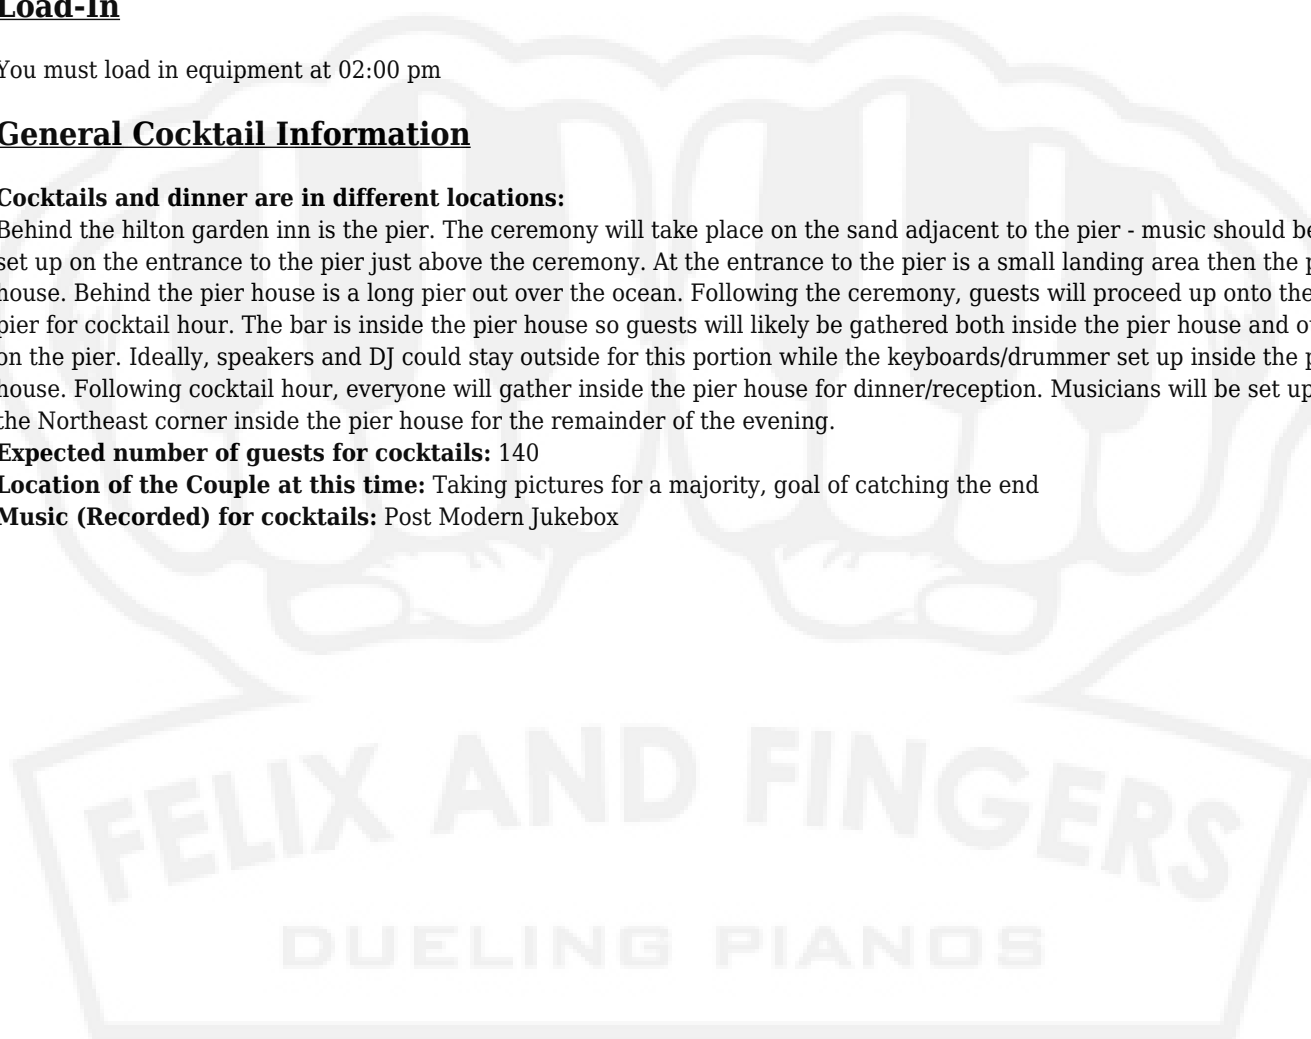 Load-In
You must load in equipment at 02:00 pm
General Cocktail Information
Cocktails and dinner are in different locations:
Behind the hilton garden inn is the pier. The ceremony will take place on the sand adjacent to the pier - music should be
set up on the entrance to the pier just above the ceremony. At the entrance to the pier is a small landing area then the
house. Behind the pier house is a long pier out over the ocean. Following the ceremony, guests will proceed up onto the
pier for cocktail hour. The bar is inside the pier house so guests will likely be gathered both inside the pier house and
on the pier. Ideally, speakers and DJ could stay outside for this portion while the keyboards/drummer set up inside the
house. Following cocktail hour, everyone will gather inside the pier house for dinner/reception. Musicians will be set up
the Northeast corner inside the pier house for the remainder of the evening.
Expected number of guests for cocktails: 140
Location of the Couple at this time: Taking pictures for a majority, goal of catching the end
Music (Recorded) for cocktails: Post Modern Jukebox
FELIX AND FINGERS
DUELING PIANOS